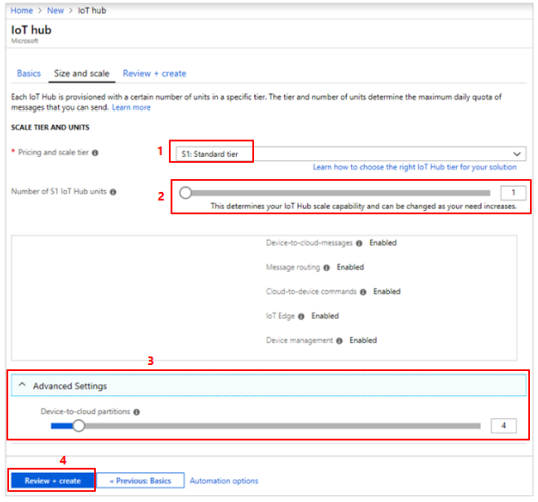 Home > New > IoT hub
IoT hub
Microsoft
Basics Size and scale Review + create
Each IoT Hub is provisioned with a certain number of units in a specific tier. The tier and number of units determine the maximum daily quota of
messages that you can send. Learn more
SCALE TIER AND UNITS
1
* Pricing and scale tier S1: Standard tier
Learn how to choose the right IoT Hub tier for your solution
Number of S1 IoT Hub units 2 1
This determines your IoT Hub scale capability and can be changed as your need increases.
Device-to-cloud-messages Enabled
Message routing Enabled
Cloud-to-device commands Enabled
IoT Edge Enabled
Device management Enabled
3
Advanced Settings
Device-to-cloud partitions
4
4
Review + create « Previous: Basics Automation options